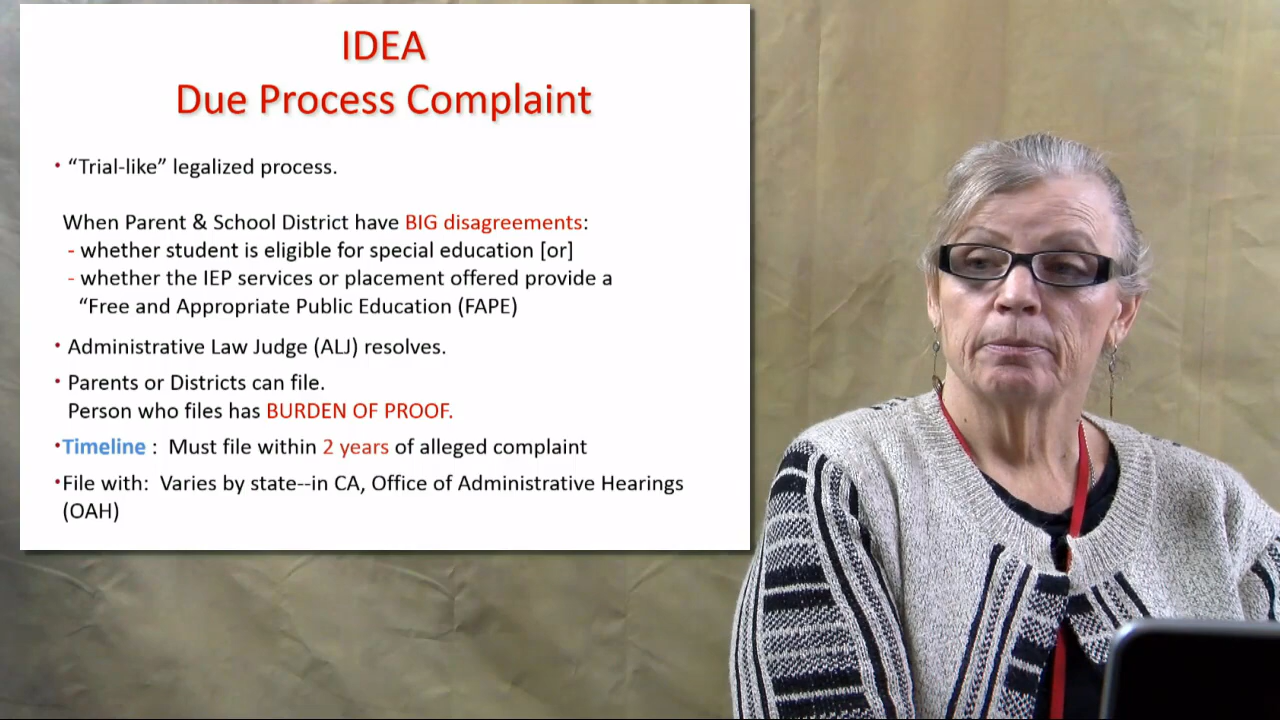 IDEA
Due Process Complaint
• “Trial-like” legalized process.
When Parent & School District have BIG disagreements:
- whether student is eligible for special education [or]
- whether the IEP services or placement offered provide a
“Free and Appropriate Public Education (FAPE)
• Administrative Law Judge (ALJ) resolves.
• Parents or Districts can file.
Person who files has BURDEN OF PROOF.
•Timeline : Must file within 2 years of alleged complaint
•File with: Varies by state--in CA, Office of Administrative Hearings
(OAH)